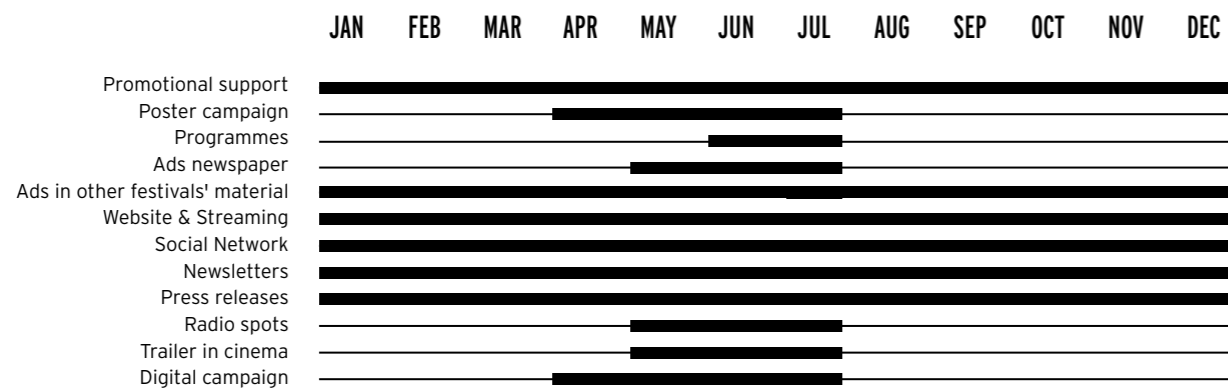 JAN FEB MAR APR MAY JUN JUL AUG SEP OCT NOV DEC
Promotional support
Poster campaign
Programmes
Ads newspaper
Ads in other festivals' material
Website & Streaming
Social Network
Newsletters
Press releases
Radio spots
Trailer in cinema
Digital campaign